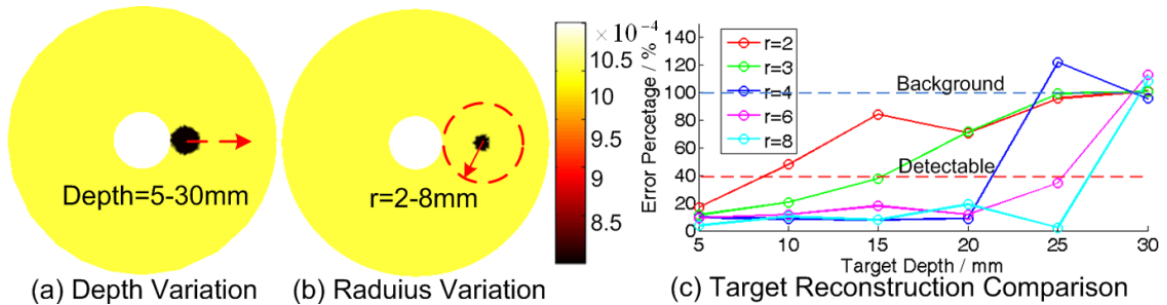 Depth=5-30mm
(a) Depth Variation
r=2-8mm
(b) Raduius Variation
× 10⁻⁴
10.5
10
9.5
9
8.5
Error Percetage / %
140
120
100
80
60
40
20
0
r=2
r=3
r=4
r=6
r=8
Background
Detectable
5 10 15 20 25 30
Target Depth / mm
(c) Target Reconstruction Comparison